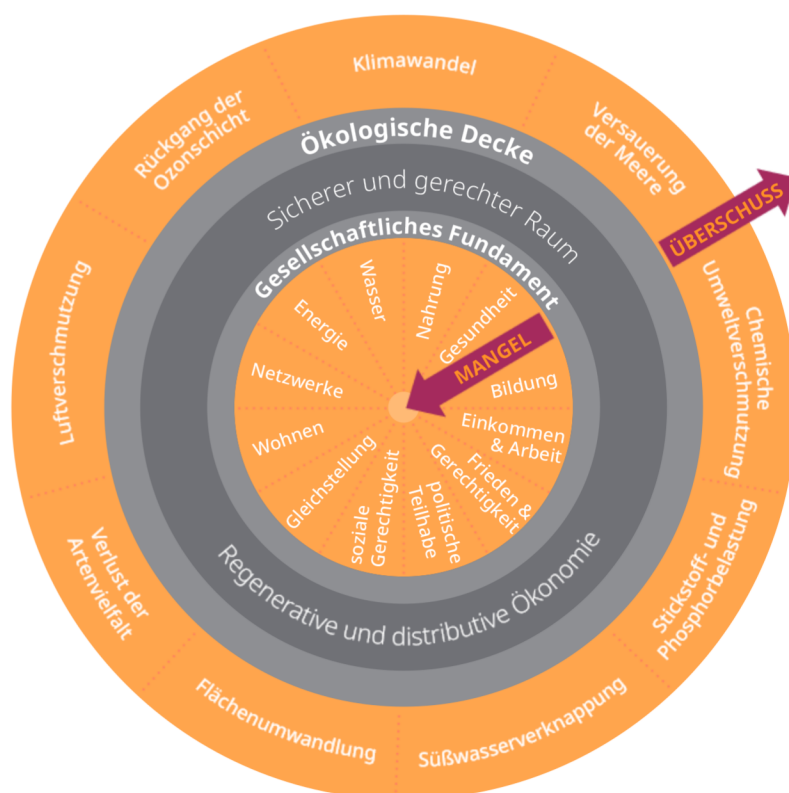 Klimawandel
Versauerung
der Meere
ÜBERSCHUSS
Chemische
Umweltverschmutzung
Stickstoff- und
Phosphorbelastung
Süßwasserverknappung
Flächenumwandlung
Verlust der
Artenvielfalt
Luftverschmutzung
Rückgang der
Ozonschicht
Ökologische Decke
Sicherer und gerechter Raum
Gesellschaftliches Fundament
Wasser
Nahrung
Gesundheit
MANGEL
Bildung
Einkommen
& Arbeit
Frieden &
Gerechtigkeit
politische
Teilhabe
soziale
Gerechtigkeit
Gleichstellung
Wohnen
Netzwerke
Energie
Regenerative und distributive Ökonomie